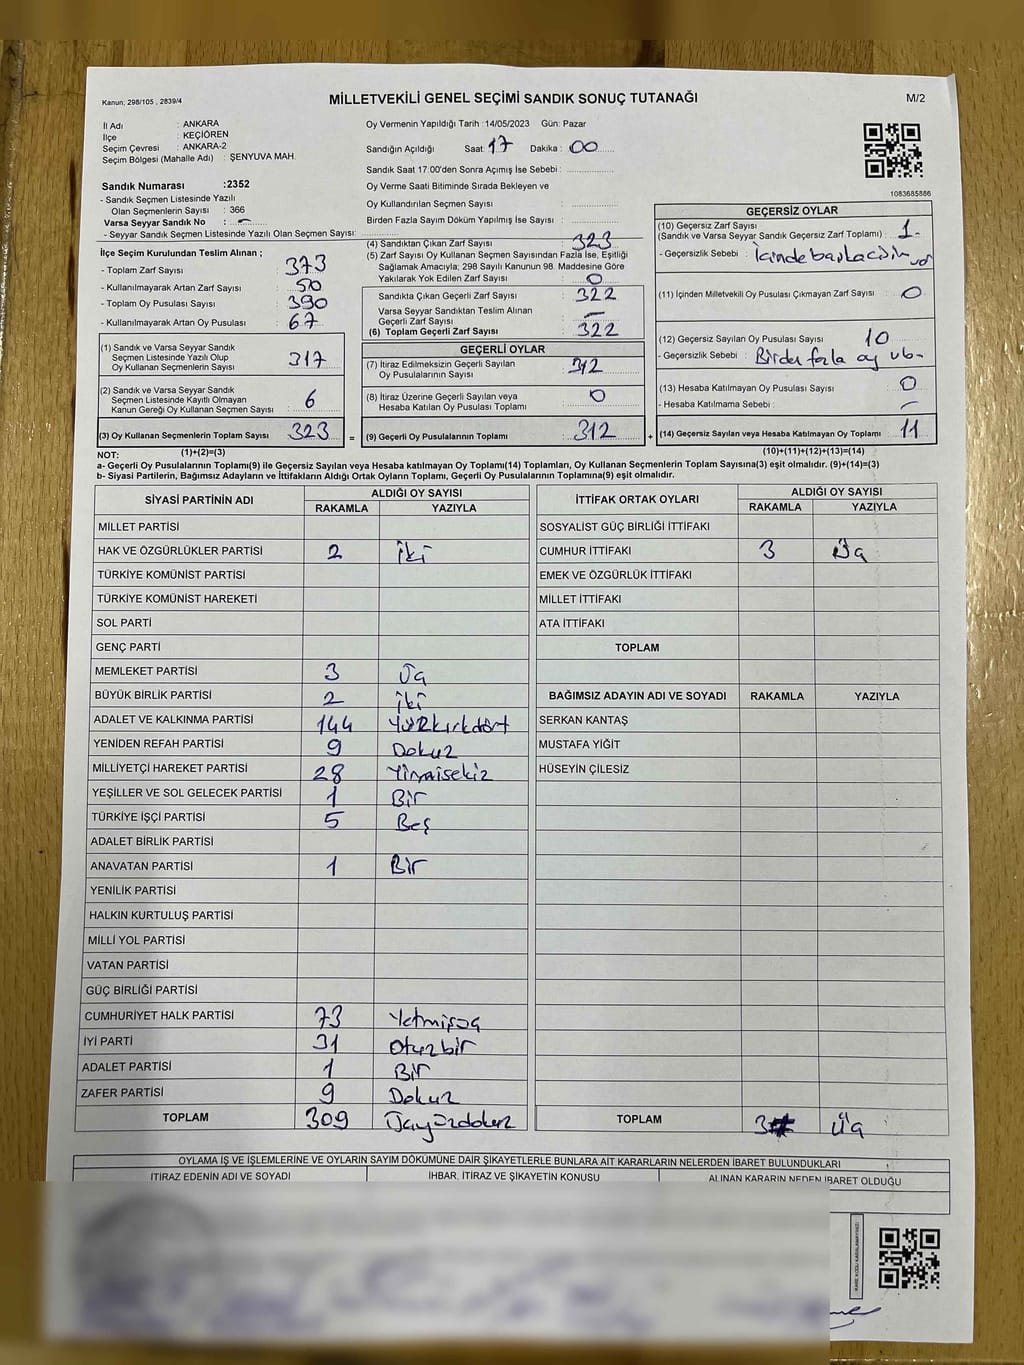 Kanun; 298/105 , 2839/4
MİLLETVEKİLİ GENEL SEÇİMİ SANDIK SONUÇ TUTANAĞI
M/2
İl Adı : ANKARA
İlçe : KEÇİÖREN
Seçim Çevresi : ANKARA-2
Seçim Bölgesi (Mahalle Adı) : ŞENYUVA MAH.
Sandık Numarası :2352
- Sandık Seçmen Listesinde Yazılı
Olan Seçmenlerin Sayısı : 366
Varsa Seyyar Sandık No : -
- Seyyar Sandık Seçmen Listesinde Yazılı Olan Seçmen Sayısı:
Oy Vermenin Yapıldığı Tarih :14/05/2023 Gün: Pazar
Sandığın Açıldığı Saat: 17 Dakika : 00
Sandık Saat 17:00'den Sonra Açımış İse Sebebi :
Oy Verme Saati Bitiminde Sırada Bekleyen ve
Oy Kullandırılan Seçmen Sayısı :
Birden Fazla Sayım Döküm Yapılmış İse Sayısı :
1083685886
İlçe Seçim Kurulundan Teslim Alınan ;
- Toplam Zarf Sayısı : 373
- Kullanılmayarak Artan Zarf Sayısı : 50
- Toplam Oy Pusulası Sayısı : 390
- Kullanılmayarak Artan Oy Pusulası : 67
(1) Sandık ve Varsa Seyyar Sandık
Seçmen Listesinde Yazılı Olup
Oy Kullanan Seçmenlerin Sayısı : 317
(2) Sandık ve Varsa Seyyar Sandık
Seçmen Listesinde Kayıtlı Olmayan
Kanun Gereği Oy Kullanan Seçmen Sayısı : 6
(3) Oy Kullanan Seçmenlerin Toplam Sayısı : 323 =
(4) Sandıktan Çıkan Zarf Sayısı : 323
(5) Zarf Sayısı Oy Kullanan Seçmen Sayısından Fazla İse, Eşitliği
Sağlamak Amacıyla; 298 Sayılı Kanunun 98. Maddesine Göre
Yakılarak Yok Edilen Zarf Sayısı : 0
Sandıkta Çıkan Geçerli Zarf Sayısı : 322
Varsa Seyyar Sandıktan Teslim Alınan
Geçerli Zarf Sayısı : -
(6) Toplam Geçerli Zarf Sayısı : 322
GEÇERLİ OYLAR
(7) İtiraz Edilmeksizin Geçerli Sayılan
Oy Pusulalarının Sayısı : 312
(8) İtiraz Üzerine Geçerli Sayılan veya
Hesaba Katılan Oy Pusulaları Toplamı : 0
(9) Geçerli Oy Pusulalarının Toplamı : 312 +
GEÇERSİZ OYLAR
(10) Geçersiz Zarf Sayısı
(Sandık ve Varsa Seyyar Sandık Geçersiz Zarf Toplamı) : 1-
- Geçersizlik Sebebi : İçinde başka cisim var
(11) İçinden Milletvekili Oy Pusulası Çıkmayan Zarf Sayısı : 0
(12) Geçersiz Sayılan Oy Pusulası Sayısı : 10
- Geçersizlik Sebebi : Birden fazla oy vb-
(13) Hesaba Katılmayan Oy Pusulası Sayısı : 0
- Hesaba Katılmama Sebebi : -
(14) Geçersiz Sayılan veya Hesaba Katılmayan Oy Toplamı : 11
NOT: (1)+(2)=(3) (10)+(11)+(12)+(13)=(14)
a- Geçerli Oy Pusulalarının Toplamı(9) ile Geçersiz Sayılan veya Hesaba katılmayan Oy Toplamı(14) Toplamları, Oy Kullanan Seçmenlerin Toplam Sayısına(3) eşit olmalıdır. (9)+(14)=(3)
b- Siyasi Partilerin, Bağımsız Adayların ve İttifakların Aldığı Ortak Oyların Toplamı, Geçerli Oy Pusulalarının Toplamına(9) eşit olmalıdır.
SİYASİ PARTİNİN ADI ALDIĞI OY SAYISI
RAKAMLA YAZIYLA
MİLLET PARTİSİ
HAK VE ÖZGÜRLÜKLER PARTİSİ 2 iki
TÜRKİYE KOMÜNİST PARTİSİ
TÜRKİYE KOMÜNİST HAREKETİ
SOL PARTİ
GENÇ PARTİ
MEMLEKET PARTİSİ 3 Üç
BÜYÜK BİRLİK PARTİSİ 2 iki
ADALET VE KALKINMA PARTİSİ 144 Yüzkırkdört
YENİDEN REFAH PARTİSİ 9 Dokuz
MİLLİYETÇİ HAREKET PARTİSİ 28 Yirmisekiz
YEŞİLLER VE SOL GELECEK PARTİSİ 1 Bir
TÜRKİYE İŞÇİ PARTİSİ 5 Beş
ADALET BİRLİK PARTİSİ
ANAVATAN PARTİSİ 1 Bir
YENİLİK PARTİSİ
HALKIN KURTULUŞ PARTİSİ
MİLLİ YOL PARTİSİ
VATAN PARTİSİ
GÜÇ BİRLİĞİ PARTİSİ
CUMHURİYET HALK PARTİSİ 73 Yetmişüç
İYİ PARTİ 31 Otuzbir
ADALET PARTİSİ 1 Bir
ZAFER PARTİSİ 9 Dokuz
TOPLAM 309 Üçyüzdokuz
İTTİFAK ORTAK OYLARI ALDIĞI OY SAYISI
RAKAMLA YAZIYLA
SOSYALİST GÜÇ BİRLİĞİ İTTİFAKI
CUMHUR İTTİFAKI 3 Üç
EMEK VE ÖZGÜRLÜK İTTİFAKI
MİLLET İTTİFAKI
ATA İTTİFAKI
TOPLAM
BAĞIMSIZ ADAYIN ADI VE SOYADI RAKAMLA YAZIYLA
SERKAN KANTAŞ
MUSTAFA YİĞİT
HÜSEYİN ÇİLESİZ
TOPLAM 3 Üç
OYLAMA İŞ VE İŞLEMLERİNE VE OYLARIN SAYIM DÖKÜMÜNE DAİR ŞİKAYETLERLE BUNLARA AİT KARARLARIN NELERDEN İBARET BULUNDUKLARI
İTİRAZ EDENİN ADI VE SOYADI İHBAR, İTİRAZ VE ŞİKAYETİN KONUSU ALINAN KARARIN NEDEN İBARET OLDUĞU